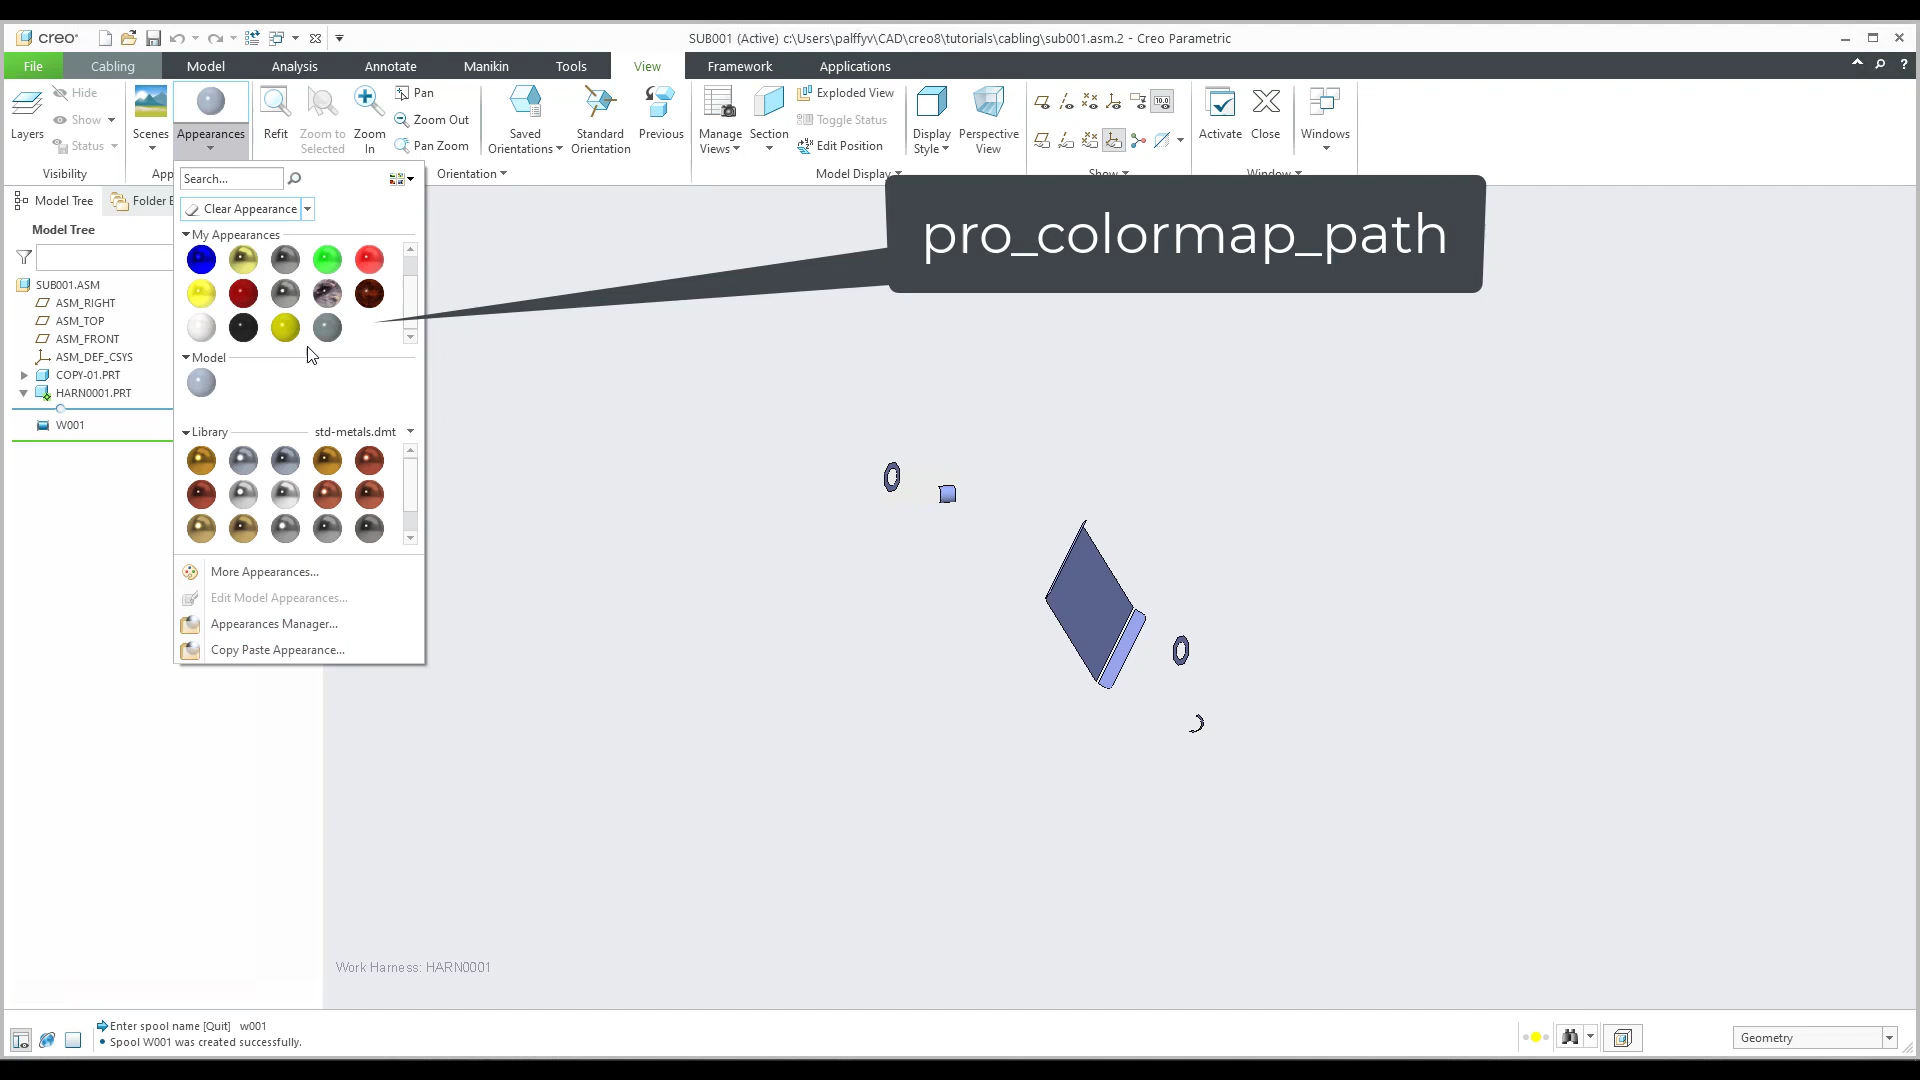 creo
SUB001 (Active) c:\Users\palffyv\CAD\creo8\tutorials\cabling\sub001.asm.2 - Creo Parametric
File
Cabling
Model
Analysis
Annotate
Manikin
Tools
View
Framework
Applications
Layers
Hide
Show
Status
Visibility
Scenes
Appearances
App
Refit
Zoom to
Selected
Zoom
In
Pan
Zoom Out
Pan Zoom
Saved
Orientations
Standard
Orientation
Previous
Orientation
Manage
Views
Section
Exploded View
Toggle Status
Edit Position
Model Display
Display
Style
Perspective
View
10.0
Show
Activate
Close
Windows
Window
Model Tree
Folder B
Model Tree
SUB001.ASM
ASM_RIGHT
ASM_TOP
ASM_FRONT
ASM_DEF_CSYS
COPY-01.PRT
HARN0001.PRT
W001
Search...
Clear Appearance
My Appearances
Model
Library
std-metals.dmt
More Appearances...
Edit Model Appearances...
Appearances Manager...
Copy Paste Appearance...
pro_colormap_path
Work Harness: HARN0001
Enter spool name [Quit] w001
Spool W001 was created successfully.
Geometry